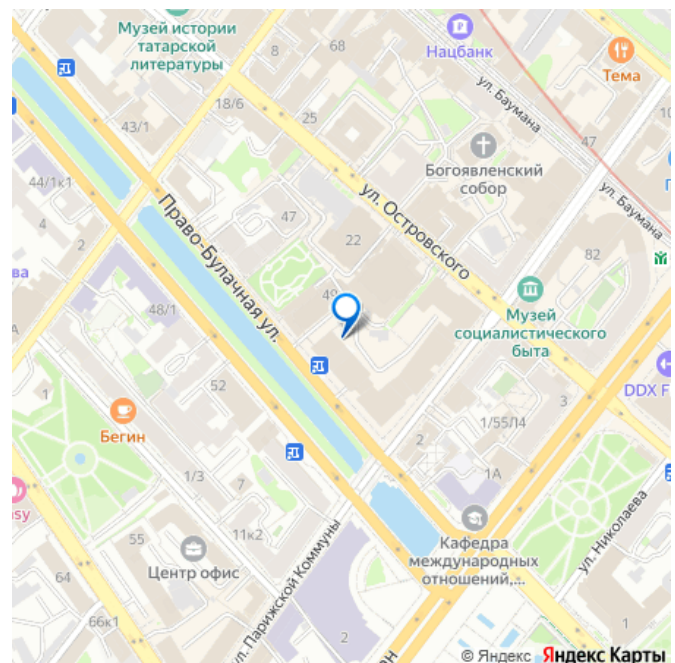 Музей истории
татарской
литературы
8
68
Нацбанк
Тема
ул. Баумана
18/6
25
43/1
47
10
Богоявленский
собор
44/1к1
4
2
Право-Булачная ул.
47
22
ул. Островского
ул. Баумана
82
ва
49
Музей
социалистического
быта
48/1
52
DDX F
1
Бегин
3
1/55/14
2
1/3
7
1А
asy
55
11к2
Кафедра
международных
отношений,...
Центр офис
64
66к1
ул. Парижской Коммуны
2
ул. Николаева
1
© Яндекс Яндекс Карты